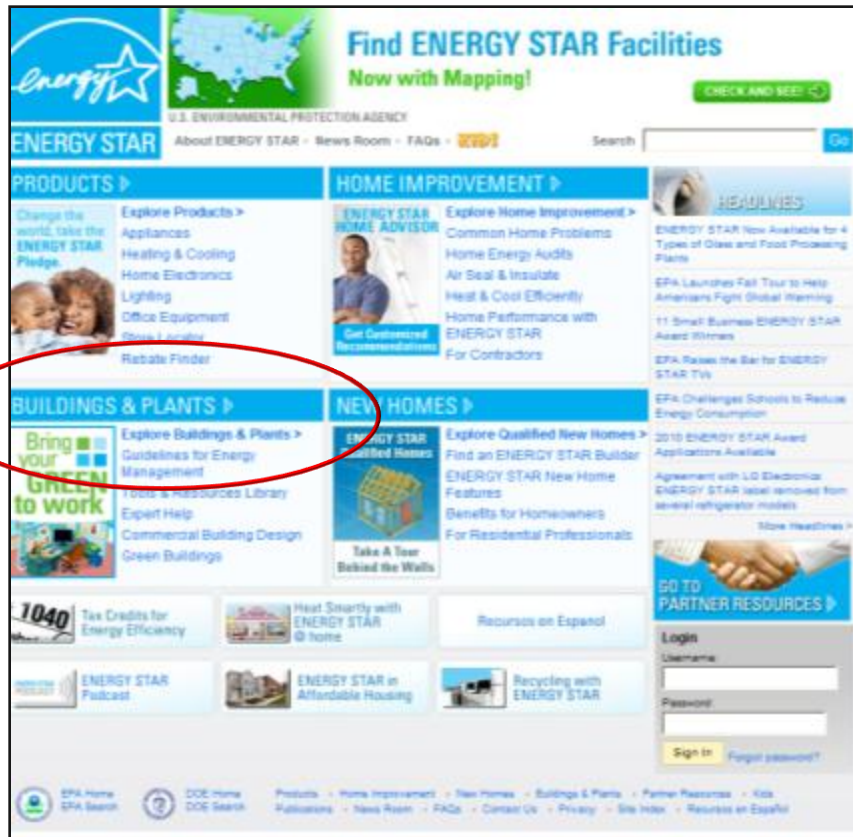 Find ENERGY STAR Facilities
Now with Mapping!
CHECK AND SEE!
energy
ENERGY STAR
U.S. ENVIRONMENTAL PROTECTION AGENCY
About ENERGY STAR - News Room - FAQs - KIDS
Search
Go
PRODUCTS
Change the world, take the
ENERGY STAR
Pledge.
Explore Products >
Appliances
Heating & Cooling
Home Electronics
Lighting
Office Equipment
Store Locator
Rebate Finder
HOME IMPROVEMENT
ENERGY STAR
HOME ADVISOR
Get Customized
Recommendations
Explore Home Improvement >
Common Home Problems
Home Energy Audits
Air Seal & Insulate
Heat & Cool Efficiently
Home Performance with
ENERGY STAR
For Contractors
HEADLINES
ENERGY STAR Now Available for 4
Types of Glass and Food Processing
Plants
EPA Launches Fall Tour to Help
Americans Fight Global Warming
11 Small Business ENERGY STAR
Award Winners
EPA Raises the Bar for ENERGY
STAR TVs
EPA Challenges Schools to Reduce
Energy Consumption
2010 ENERGY STAR Award
Applications Available
Agreement with LG Electronics
ENERGY STAR label removed from
several refrigerator models
More Headlines >
BUILDINGS & PLANTS
Bring
your
GREEN
to work
Explore Buildings & Plants >
Guidelines for Energy
Management
Tools & Resources Library
Expert Help
Commercial Building Design
Green Buildings
NEW HOMES
ENERGY STAR
Qualified Homes
Take A Tour
Behind the Walls
Explore Qualified New Homes >
Find an ENERGY STAR Builder
ENERGY STAR New Home
Features
Benefits for Homeowners
For Residential Professionals
GO TO
PARTNER RESOURCES
1040
Tax Credits for
Energy Efficiency
Heat Smartly with
ENERGY STAR
@ home
Recursos en Espanol
ENERGY STAR
Podcast
ENERGY STAR in
Affordable Housing
Recycling with
ENERGY STAR
Login
Username:
Password:
Sign In
Forgot password?
EPA Home
EPA Search
DOE Home
DOE Search
Products - Home Improvement - New Homes - Buildings & Plants - Partner Resources - Kids
Publications - News Room - FAQs - Contact Us - Privacy - Site Index - Recursos en Español